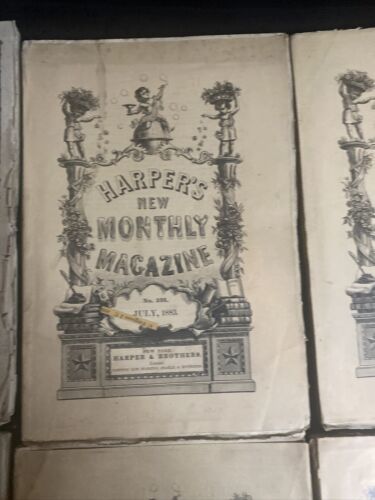 HARPER'S
NEW
MONTHLY
MAGAZINE
JULY, 1883.
NEW YORK:
HARPER & BROTHERS.